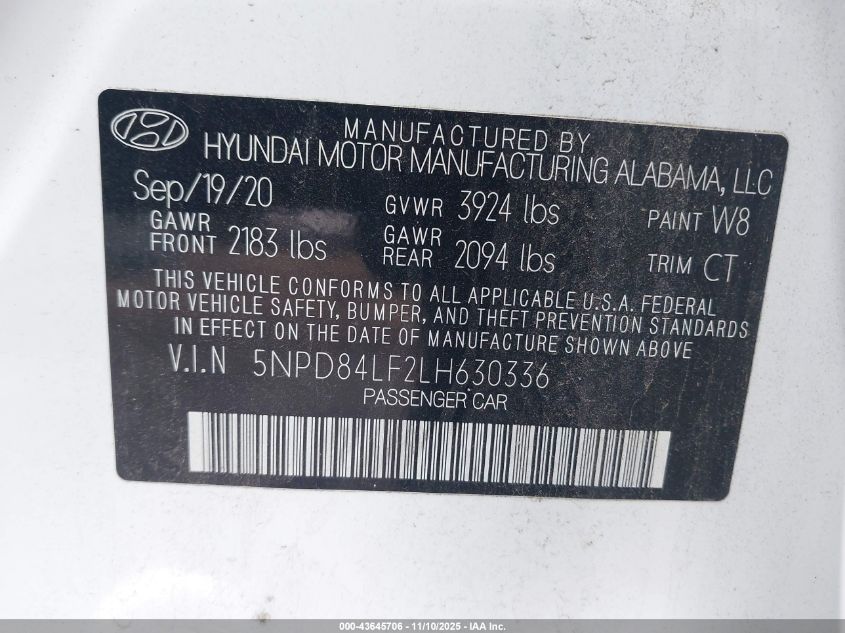 MANUFACTURED BY
HYUNDAI MOTOR MANUFACTURING ALABAMA, LLC
Sep/19/20 GVWR 3924 lbs PAINT W8
GAWR FRONT 2183 lbs GAWR REAR 2094 lbs TRIM CT
THIS VEHICLE CONFORMS TO ALL APPLICABLE U.S.A. FEDERAL
MOTOR VEHICLE SAFETY, BUMPER, AND THEFT PREVENTION STANDARDS
IN EFFECT ON THE DATE OF MANUFACTURE SHOWN ABOVE
V.I.N 5NPD84LF2LH630336
PASSENGER CAR
000-43645706 - 11/10/2025 - IAA Inc.